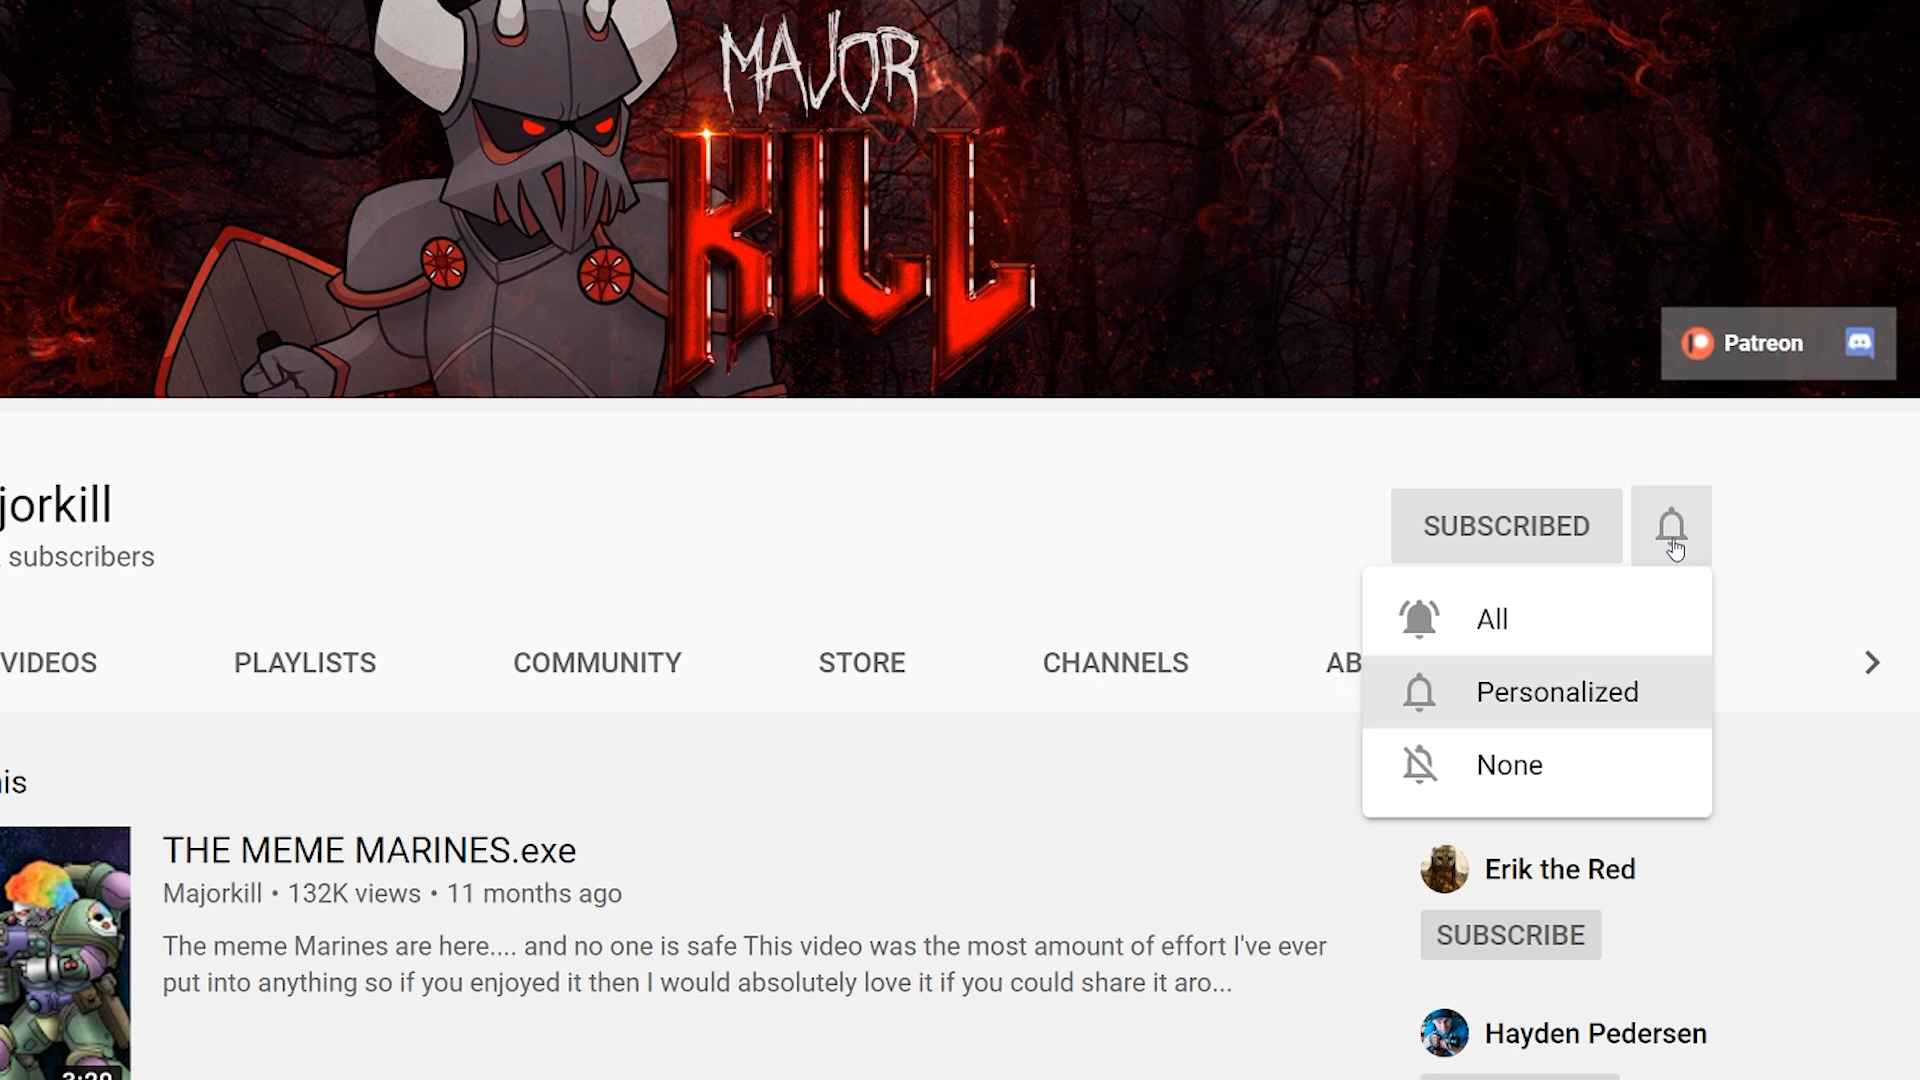 MAJOR
KILL
Patreon
jorkill
subscribers
SUBSCRIBED
All
Personalized
None
VIDEOS
PLAYLISTS
COMMUNITY
STORE
CHANNELS
AB
is
THE MEME MARINES.exe
Majorkill • 132K views • 11 months ago
The meme Marines are here.... and no one is safe This video was the most amount of effort I've ever
put into anything so if you enjoyed it then I would absolutely love it if you could share it aro...
Erik the Red
SUBSCRIBE
Hayden Pedersen